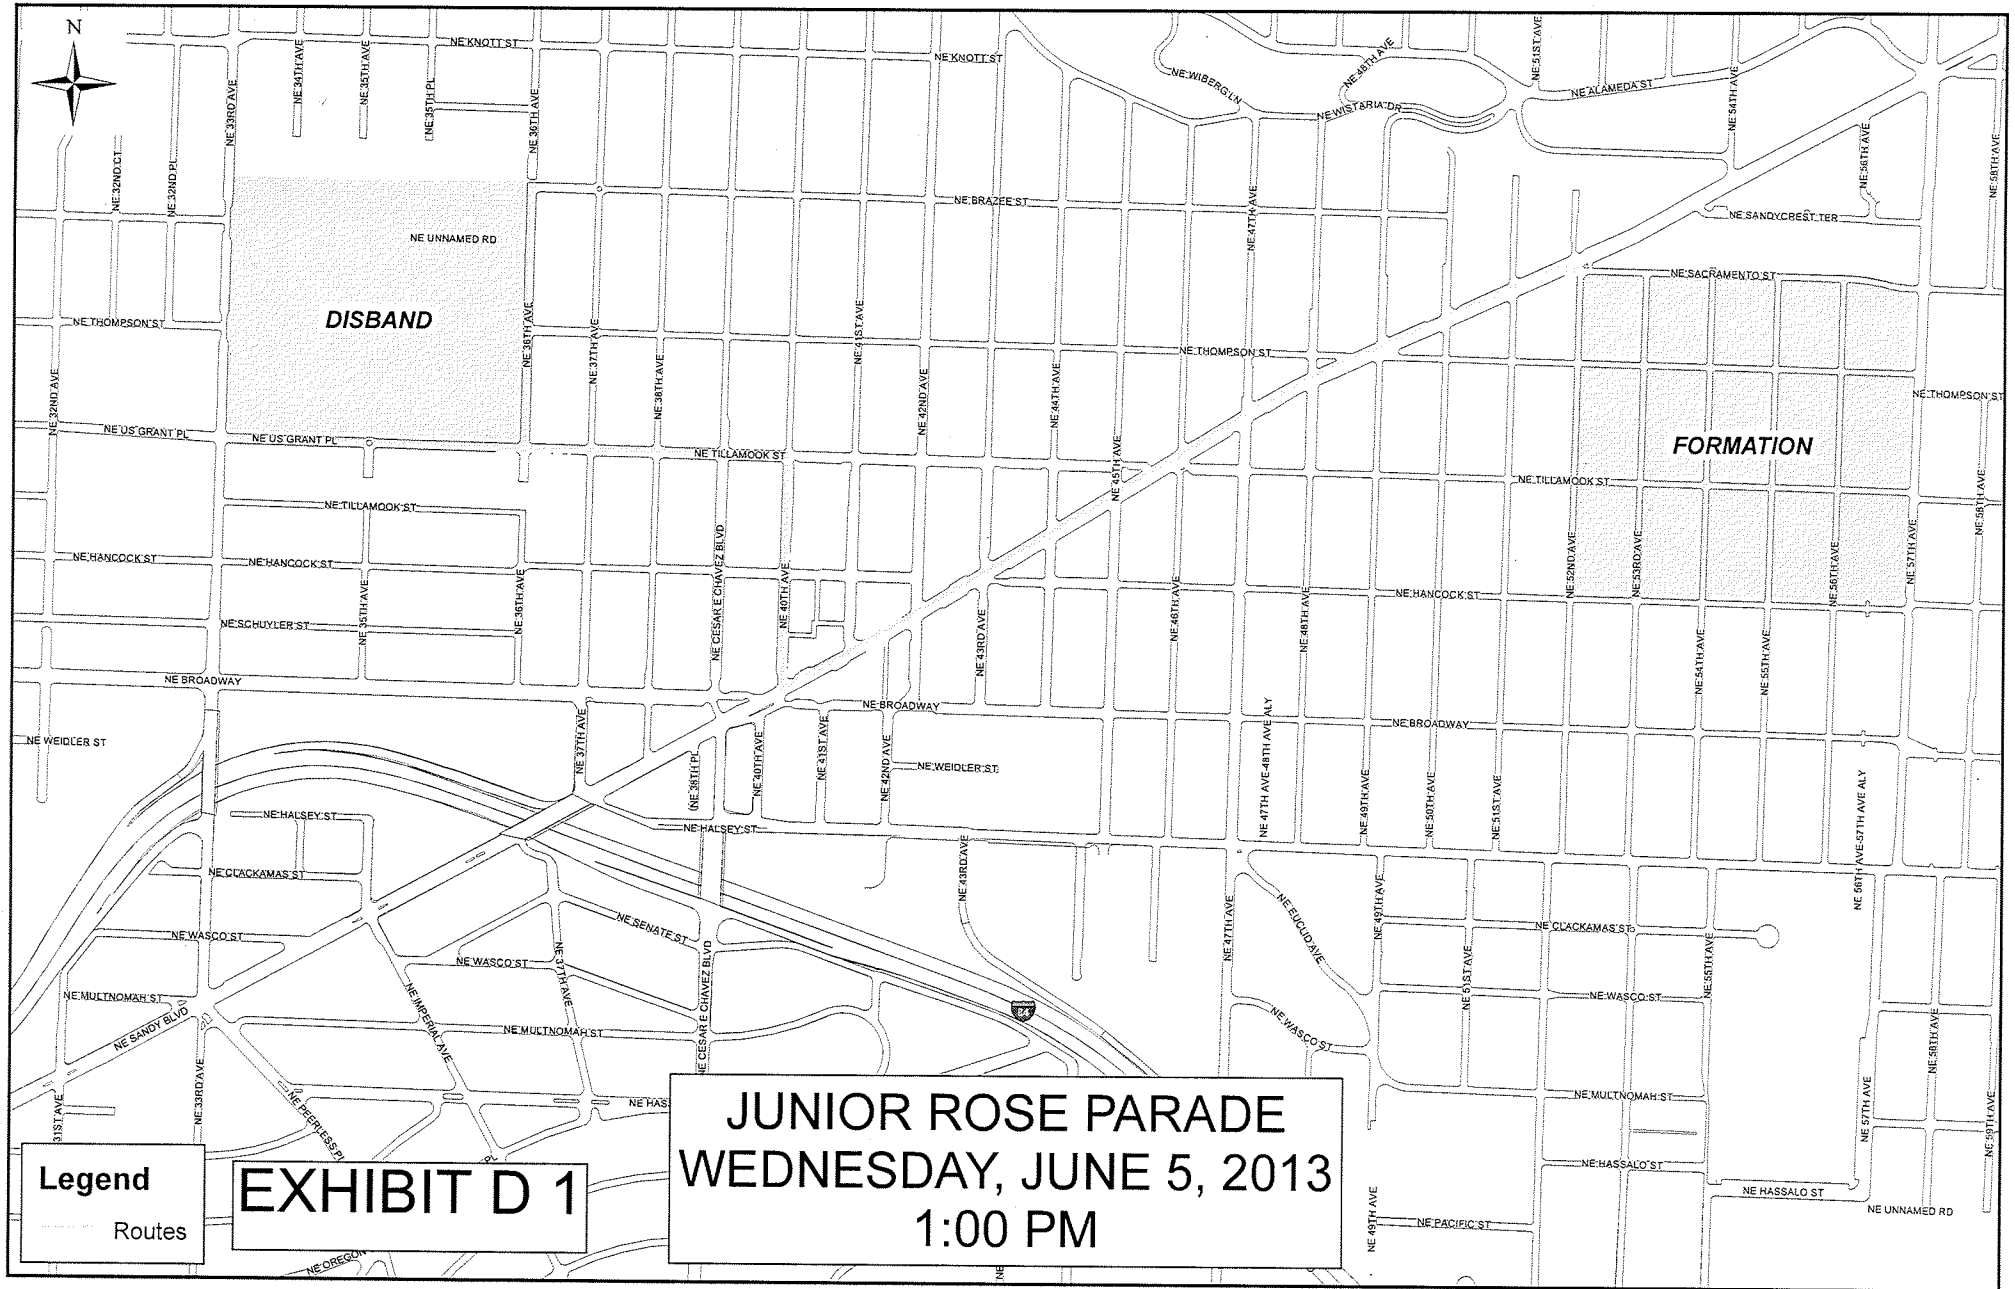 N
NE KNOTT ST
NE KNOTT ST
NE 33RD AVE
NE 34TH AVE
NE 35TH AVE
NE 35TH PL
NE 36TH AVE
NE WIBERG LN
NE 48TH AVE
NE WISTARIA DR
NE 51ST AVE
NE ALAMEDA ST
NE 54TH AVE
NE 56TH AVE
NE 58TH AVE
NE 32ND CT
NE 32ND PL
NE BRAZEE ST
NE 47TH AVE
NE SANDYCREST TER
NE UNNAMED RD
NE SACRAMENTO ST
DISBAND
NE THOMPSON ST
NE 36TH AVE
NE 37TH AVE
NE 38TH AVE
NE 41ST AVE
NE 42ND AVE
NE 44TH AVE
NE THOMPSON ST
NE THOMPSON ST
NE 32ND AVE
NE US GRANT PL
NE US GRANT PL
NE TILLAMOOK ST
NE 45TH AVE
FORMATION
NE TILLAMOOK ST
NE 58TH AVE
NE TILLAMOOK ST
NE HANCOCK ST
NE HANCOCK ST
NE 35TH AVE
NE 36TH AVE
NE CESAR E CHAVEZ BLVD
NE 40TH AVE
NE 43RD AVE
NE 46TH AVE
NE 48TH AVE
NE HANCOCK ST
NE 52ND AVE
NE 53RD AVE
NE 56TH AVE
NE 57TH AVE
NE SCHUYLER ST
NE 54TH AVE
NE 55TH AVE
NE BROADWAY
NE BROADWAY
NE BROADWAY
NE WEIDLER ST
NE 37TH AVE
NE 38TH PL
NE 40TH AVE
NE 41ST AVE
NE 42ND AVE
NE WEIDLER ST
NE 47TH AVE-48TH AVE ALY
NE 49TH AVE
NE 50TH AVE
NE 51ST AVE
NE 56TH AVE-57TH AVE ALY
NE HALSEY ST
NE HALSEY ST
NE CLACKAMAS ST
NE 43RD AVE
NE 47TH AVE
NE EUCLID AVE
NE 49TH AVE
NE CLACKAMAS ST
NE WASCO ST
NE SENATE ST
NE WASCO ST
NE 37TH AVE
NE CESAR E CHAVEZ BLVD
NE 51ST AVE
NE 55TH AVE
NE WASCO ST
NE MULTNOMAH ST
NE SANDY BLVD
NE IMPERIAL AVE
NE MULTNOMAH ST
84
NE WASCO ST
NE 58TH AVE
NE 33RD AVE
NE PEERLESS PL
31ST AVE
NE HAS
NE MULTNOMAH ST
NE 57TH AVE
NE 59TH AVE
NE HASSALO ST
NE HASSALO ST
NE UNNAMED RD
NE 49TH AVE
NE PACIFIC ST
PL
NE OREGON
NE
JUNIOR ROSE PARADE
WEDNESDAY, JUNE 5, 2013
1:00 PM
EXHIBIT D 1
Legend
Routes